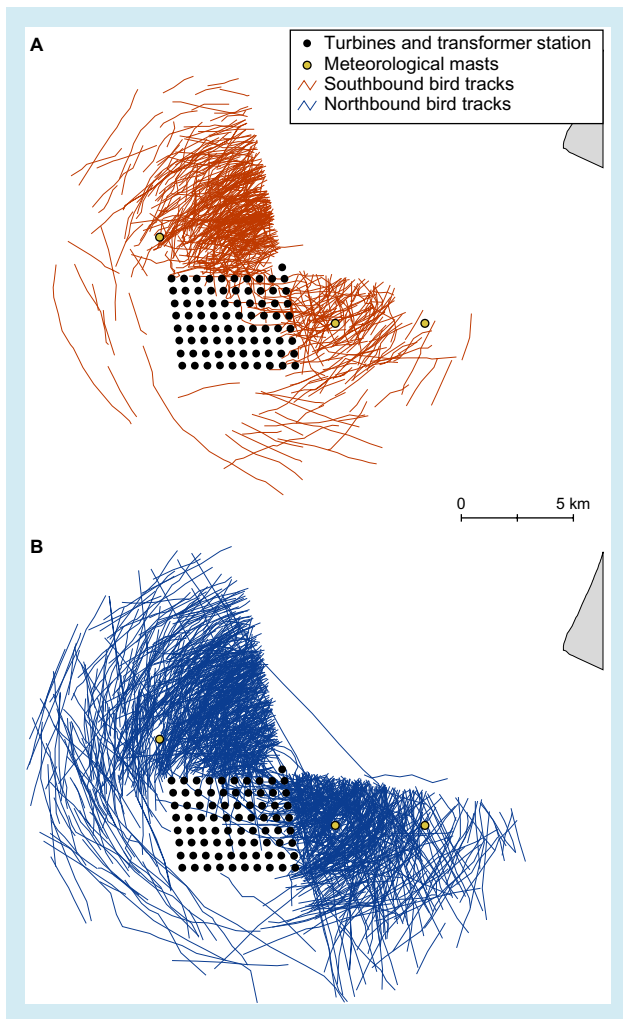 A
Turbines and transformer station
Meteorological masts
Southbound bird tracks
Northbound bird tracks
0 5 km
B